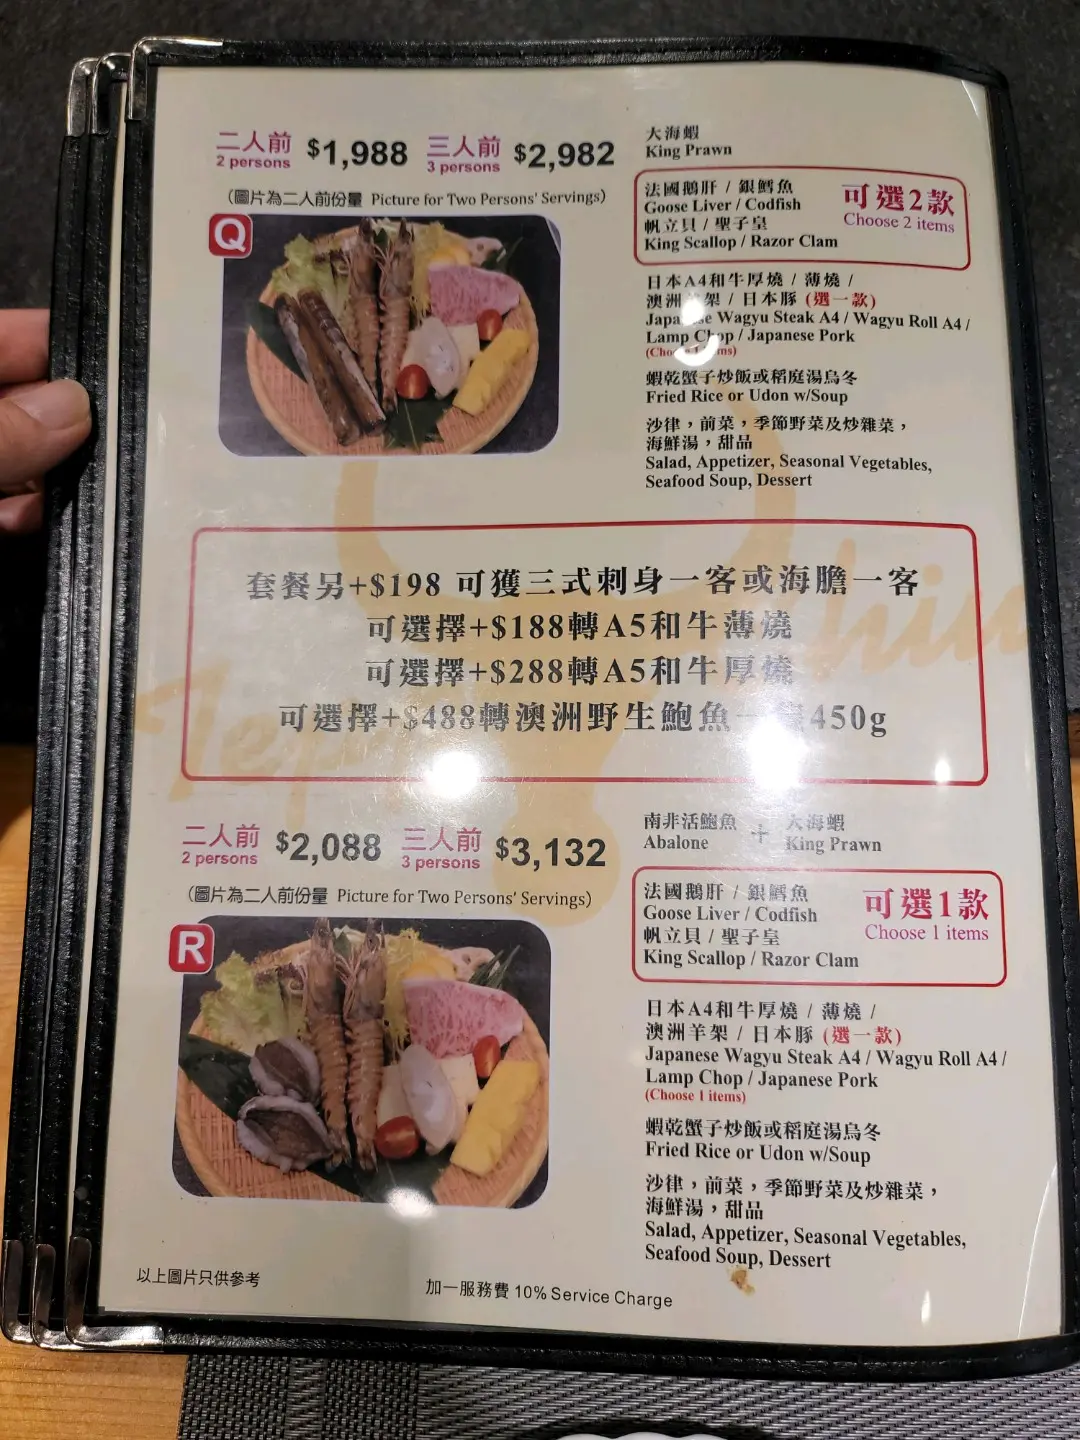 二人前 $1,988 三人前 $2,982
2 persons 3 persons
(圖片為二人前份量 Picture for Two Persons' Servings)
Q
大海蝦
King Prawn
法國鵝肝 / 銀鱈魚
Goose Liver / Codfish
帆立貝 / 聖子皇
King Scallop / Razor Clam
可選2款
Choose 2 items
日本A4和牛厚燒 / 薄燒 /
澳洲羊架 / 日本豚 (選一款)
Japanese Wagyu Steak A4 / Wagyu Roll A4 /
Lamp Chop / Japanese Pork
蝦乾蟹子炒飯或稻庭湯烏冬
Fried Rice or Udon w/Soup
沙律，前菜，季節野菜及炒雜菜，
海鮮湯，甜品
Salad, Appetizer, Seasonal Vegetables,
Seafood Soup, Dessert
套餐另+$198 可獲三式刺身一客或海膽一客
可選擇+$188轉A5和牛薄燒
可選擇+$288轉A5和牛厚燒
可選擇+$488轉澳洲野生鮑魚一 450g
二人前 $2,088 三人前 $3,132
2 persons 3 persons
(圖片為二人前份量 Picture for Two Persons' Servings)
R
南非活鮑魚 + 大海蝦
Abalone King Prawn
法國鵝肝 / 銀鱈魚
Goose Liver / Codfish
帆立貝 / 聖子皇
King Scallop / Razor Clam
可選1款
Choose 1 items
日本A4和牛厚燒 / 薄燒 /
澳洲羊架 / 日本豚 (選一款)
Japanese Wagyu Steak A4 / Wagyu Roll A4 /
Lamp Chop / Japanese Pork
(Choose 1 items)
蝦乾蟹子炒飯或稻庭湯烏冬
Fried Rice or Udon w/Soup
沙律，前菜，季節野菜及炒雜菜，
海鮮湯，甜品
Salad, Appetizer, Seasonal Vegetables,
Seafood Soup, Dessert
以上圖片只供參考
加一服務費 10% Service Charge